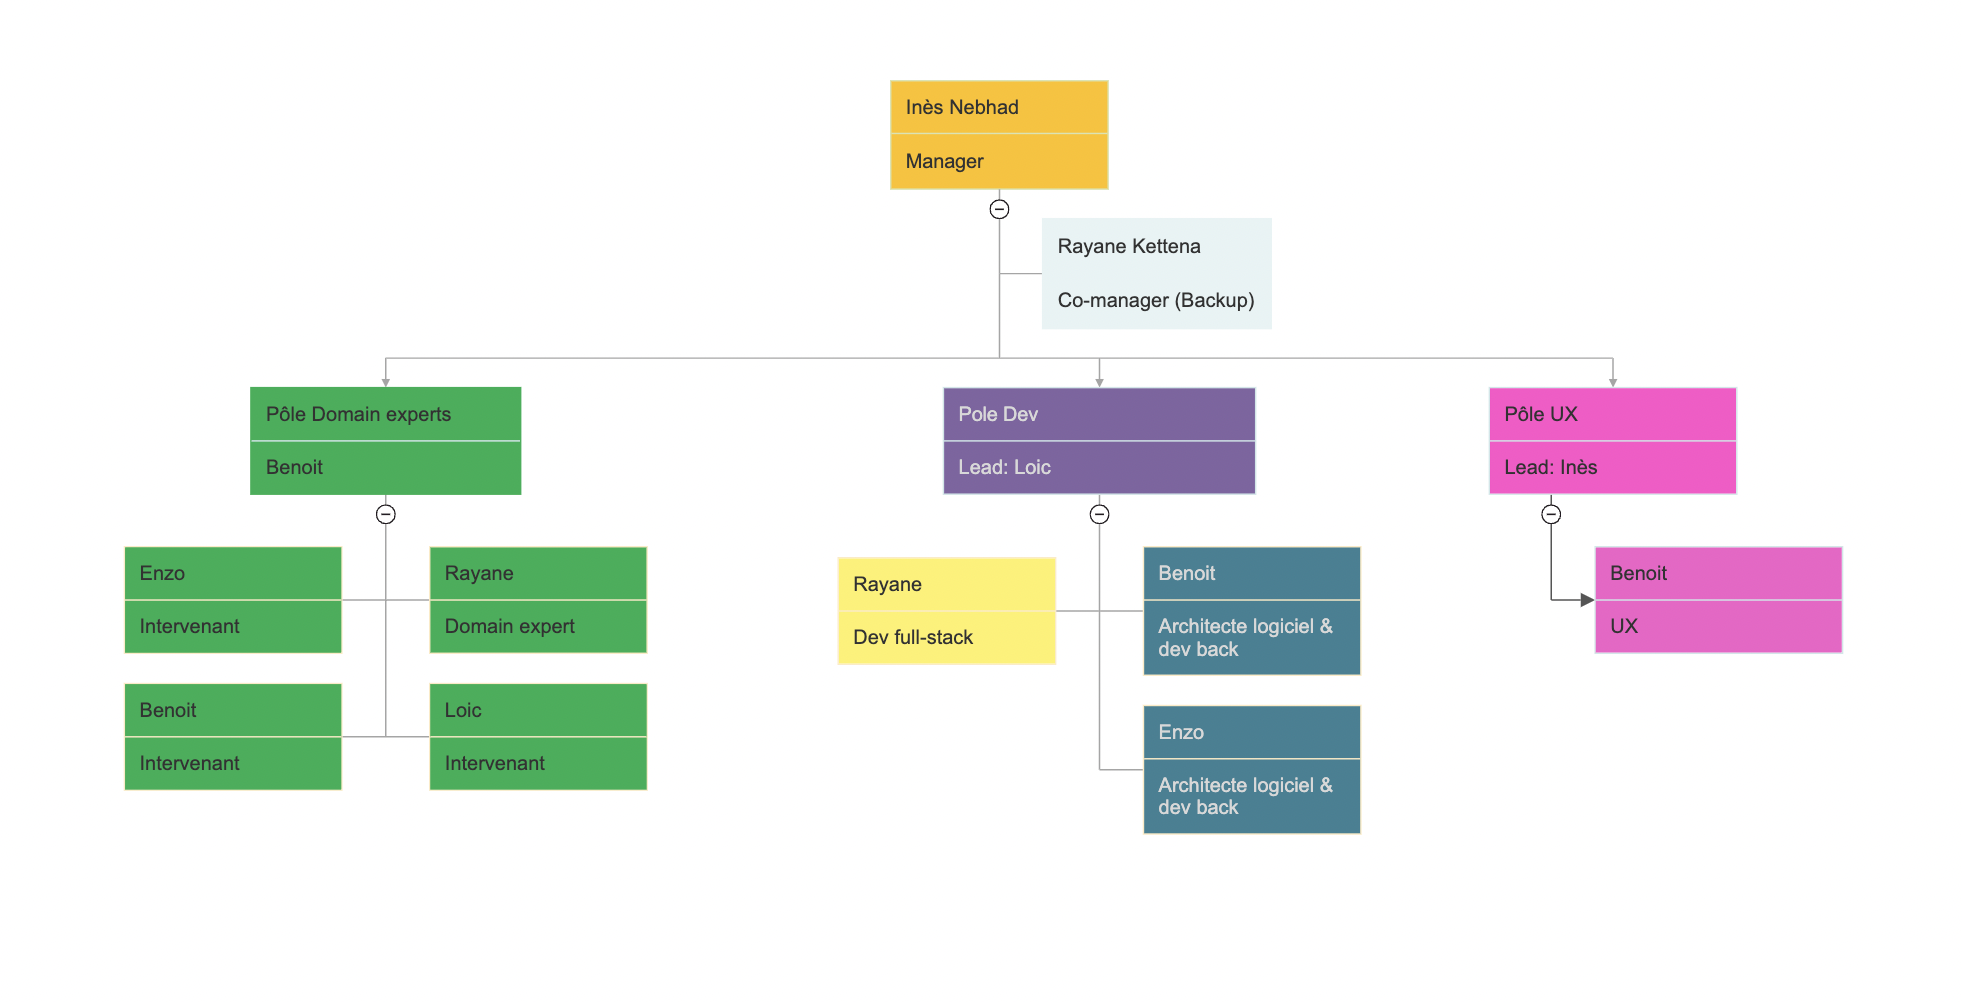 Inès Nebhad
Manager
Rayane Kettena
Co-manager (Backup)
Pôle Domain experts
Benoit
Pole Dev
Lead: Loic
Pôle UX
Lead: Inès
Enzo
Intervenant
Rayane
Domain expert
Benoit
Intervenant
Loic
Intervenant
Rayane
Dev full-stack
Benoit
Architecte logiciel &
dev back
Enzo
Architecte logiciel &
dev back
Benoit
UX